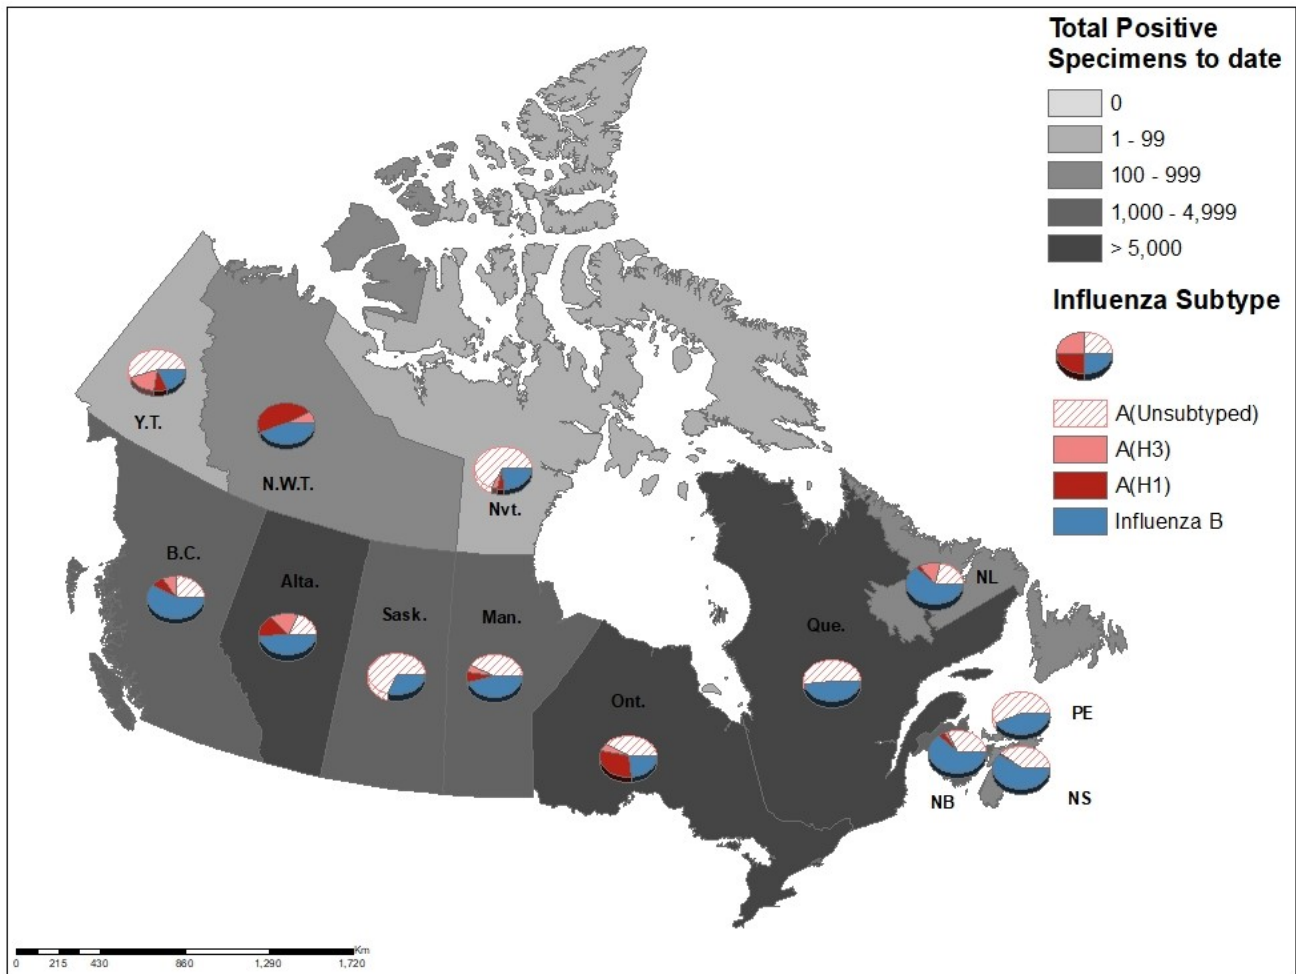 Total Positive
Specimens to date
0
1 - 99
100 - 999
1,000 - 4,999
> 5,000
Influenza Subtype
A(Unsubtyped)
A(H3)
A(H1)
Influenza B
Y.T.
N.W.T.
Nvt.
B.C.
Alta.
Sask.
Man.
Ont.
Que.
NL
PE
NB
NS
Km
0 215 430 860 1,290 1,720